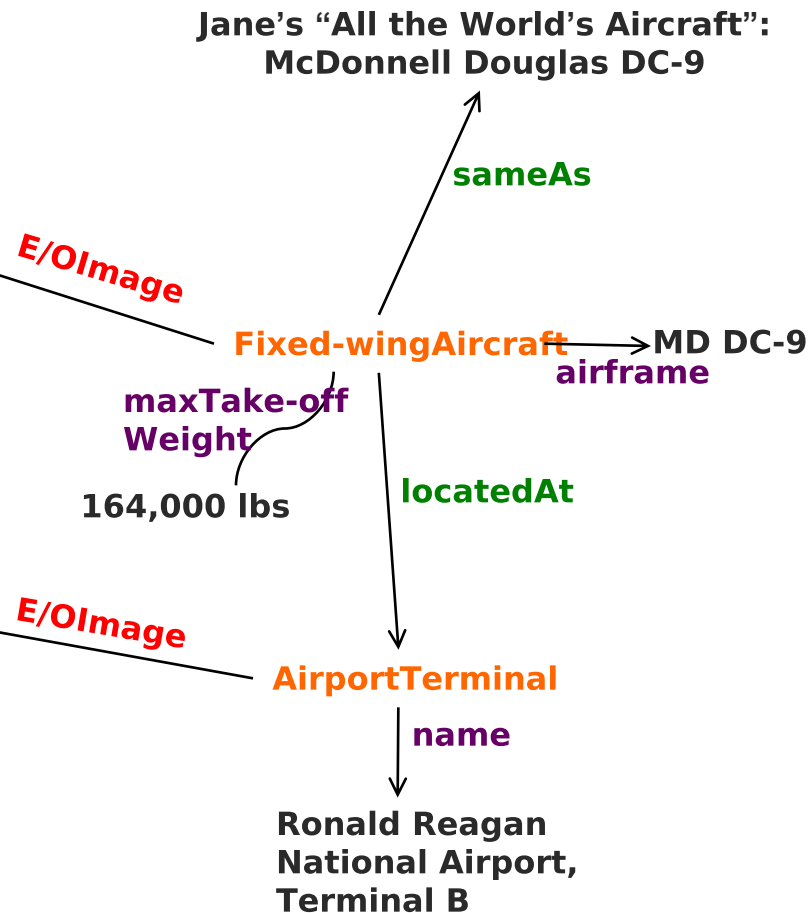 Jane’s “All the World’s Aircraft”:
McDonnell Douglas DC-9
sameAs
E/OImage
Fixed-wingAircraft
MD DC-9
airframe
maxTake-off
Weight
locatedAt
164,000 lbs
E/OImage
AirportTerminal
name
Ronald Reagan
National Airport,
Terminal B